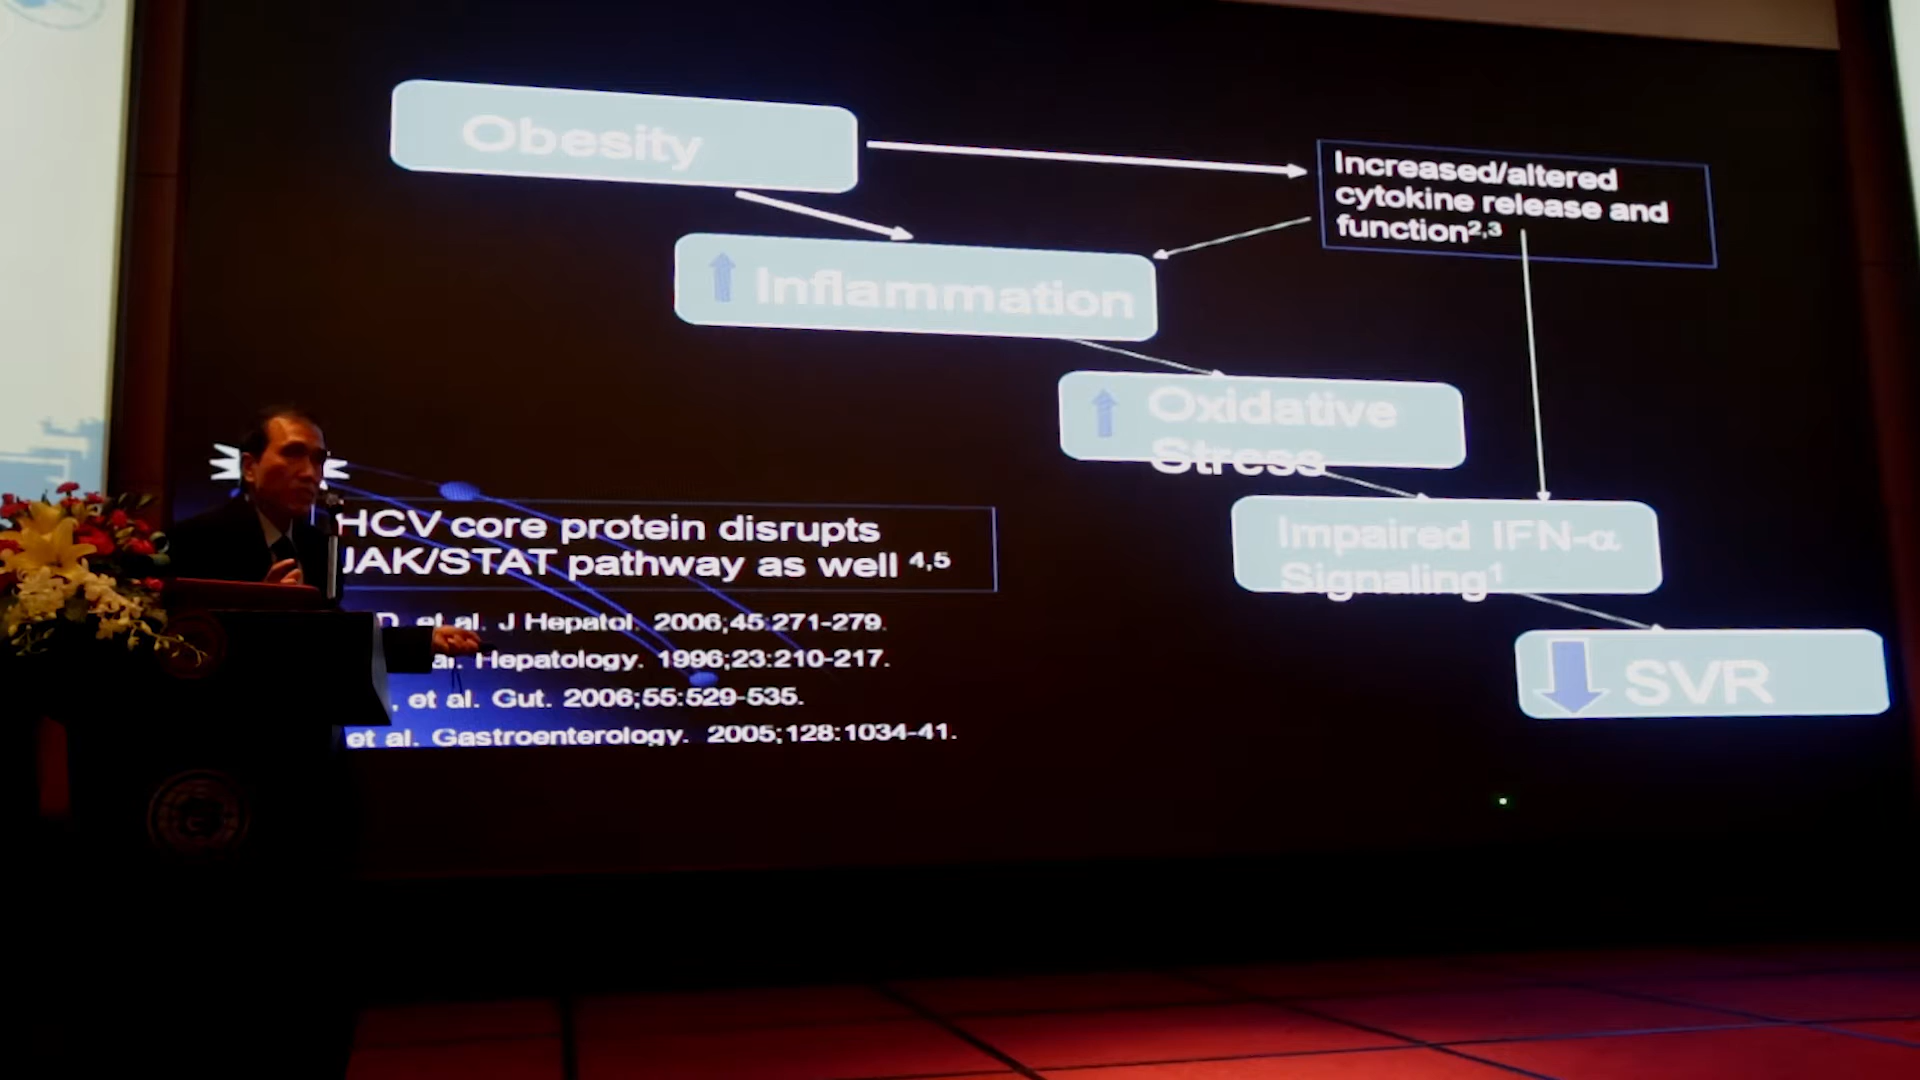 Obesity
Increased/altered
cytokine release and
function2,3
Inflammation
Oxidative
Stress
HCV core protein disrupts
JAK/STAT pathway as well 4,5
Impaired IFN-α
Signaling1
D, et al. J Hepatol. 2006;45:271-279.
al. Hepatology. 1996;23:210-217.
, et al. Gut. 2006;55:529-535.
et al. Gastroenterology. 2005;128:1034-41.
SVR